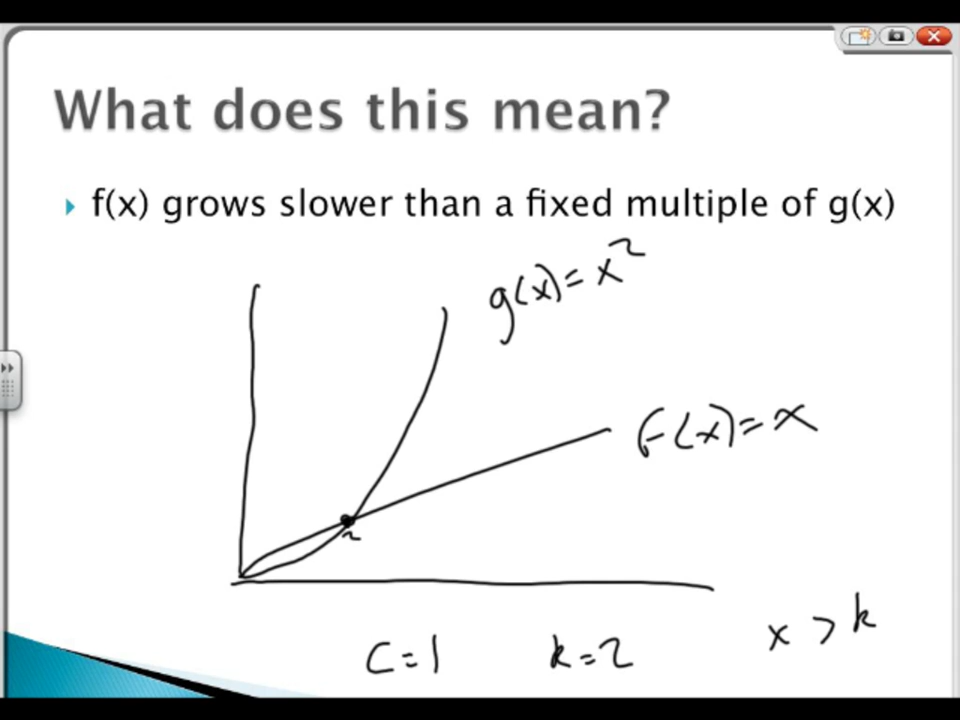 What does this mean?
f(x) grows slower than a fixed multiple of g(x)
g(x)=x²
f(x)=x
2
C=1 k=2 x>k